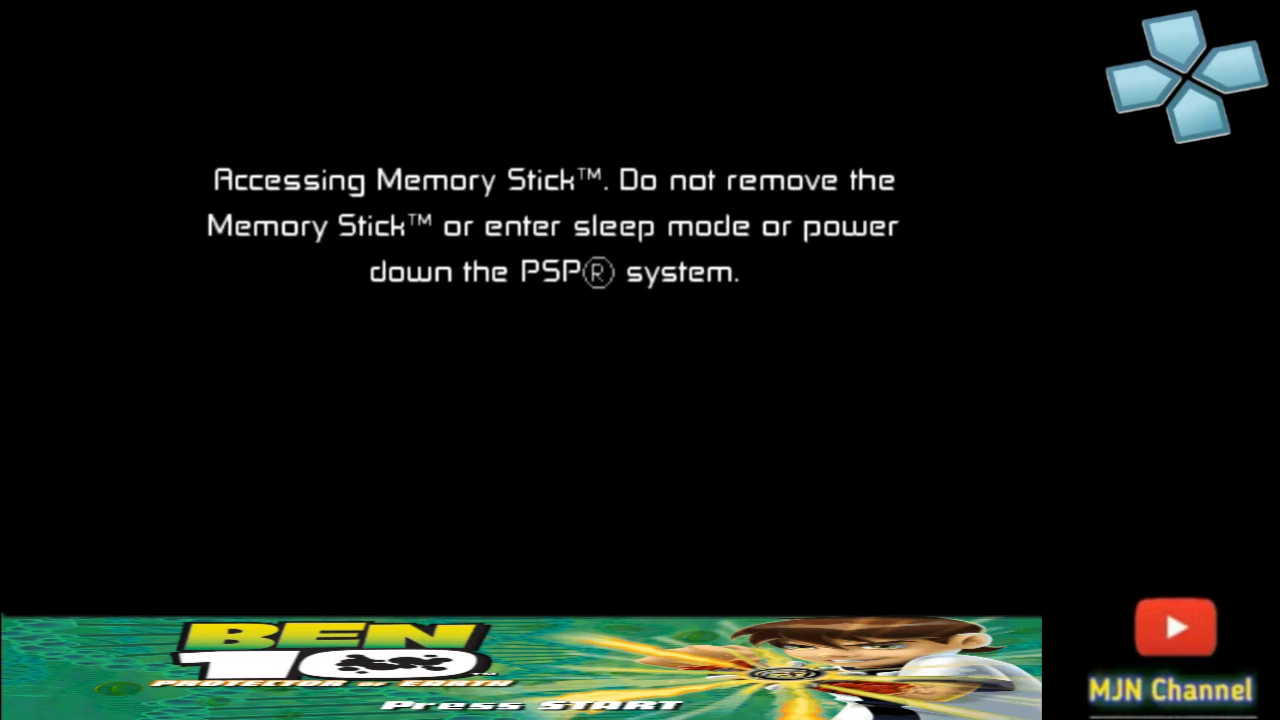 Accessing Memory Stick™. Do not remove the
Memory Stick™ or enter sleep mode or power
down the PSP® system.
BEN
10™
PROTECTOR OF EARTH
Press START
MJN Channel